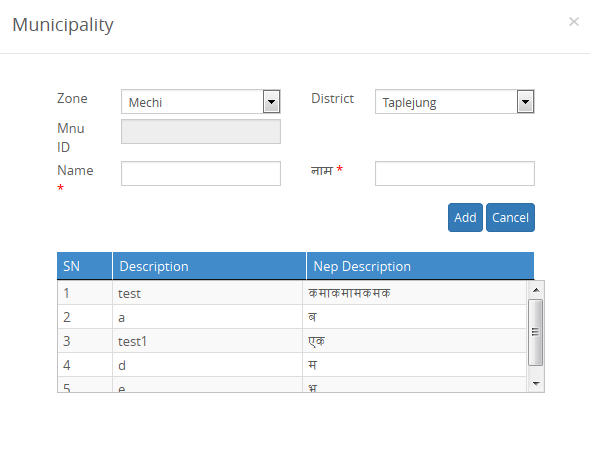 Municipality ×
Zone Mechi District Taplejung
Mnu
ID
Name नाम *
*
Add Cancel
SN Description Nep Description
1 test कमाकमामकमक
2 a ब
3 test1 एक
4 d म
5 e भ